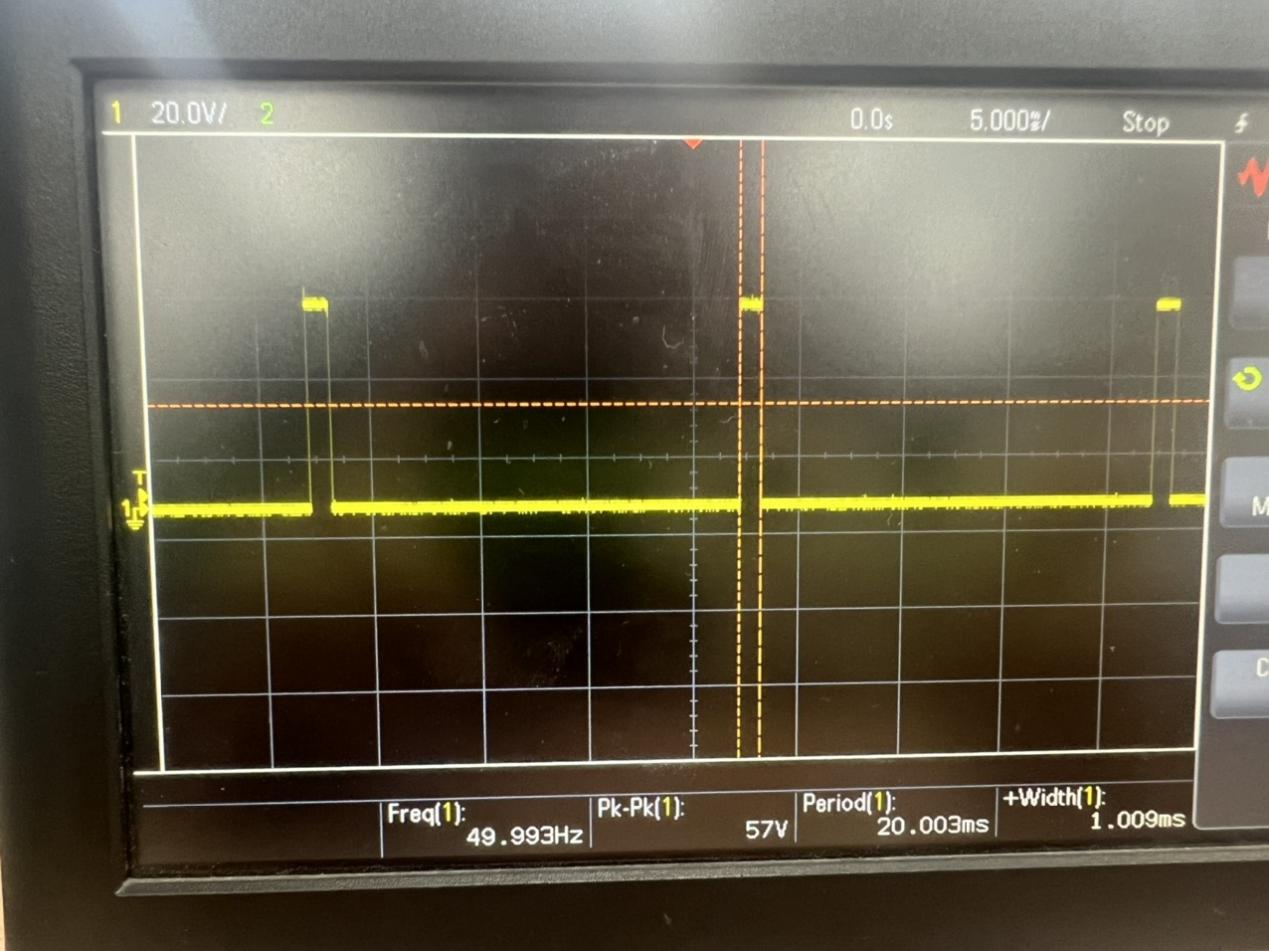 1 20.0V/ 2 0.0s 5.000ms/ Stop
T
1
M
C
Freq(1): Pk-Pk(1): Period(1): +Width(1):
49.993Hz 57V 20.003ms 1.009ms